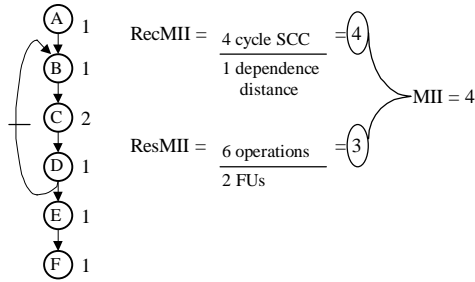 A 1
B 1
C 2
D 1
E 1
F 1
RecMII = 4 cycle SCC = 4
1 dependence
distance
MII = 4
ResMII = 6 operations = 3
2 FUs